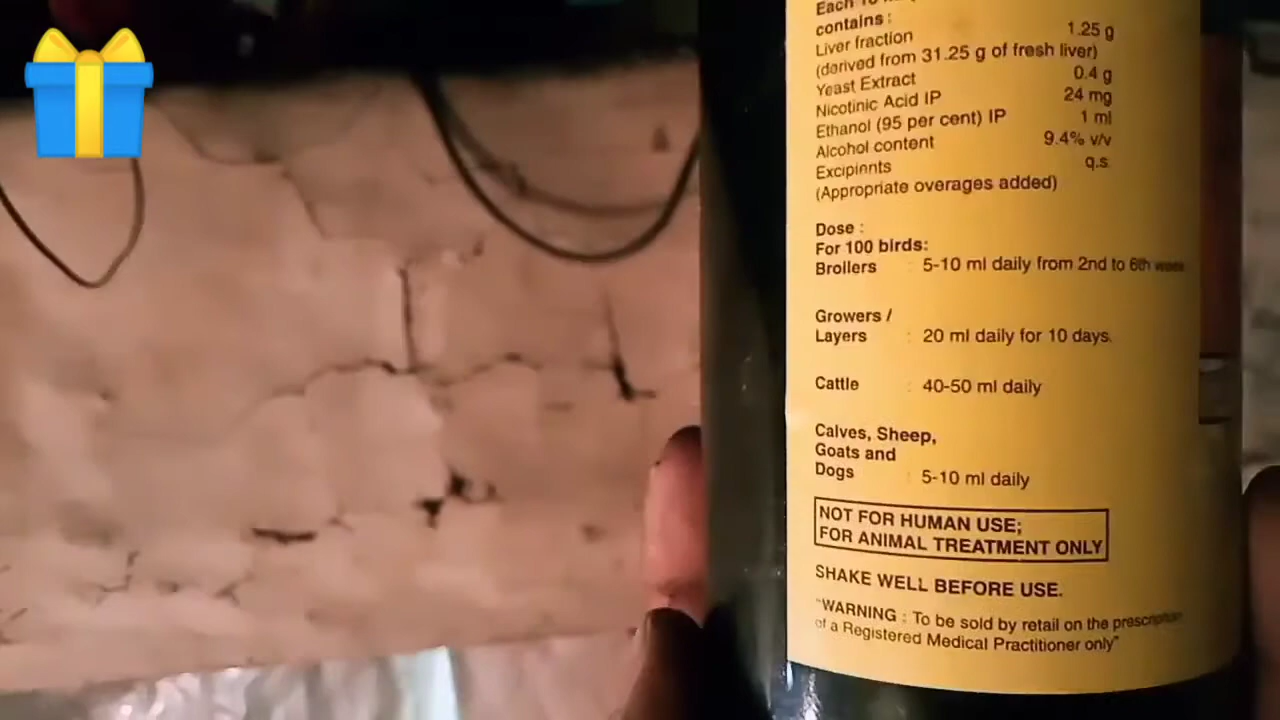 contains:
Liver fraction 1.25 g
(derived from 31.25 g of fresh liver)
Yeast Extract 0.4 g
Nicotinic Acid IP 24 mg
Ethanol (95 per cent) IP 1 ml
Alcohol content 9.4% v/v
Excipients q.s
(Appropriate overages added)
Dose :
For 100 birds:
Broilers : 5-10 ml daily from 2nd to 6th week
Growers /
Layers : 20 ml daily for 10 days.
Cattle : 40-50 ml daily
Calves, Sheep,
Goats and
Dogs : 5-10 ml daily
NOT FOR HUMAN USE;
FOR ANIMAL TREATMENT ONLY
SHAKE WELL BEFORE USE.
"WARNING : To be sold by retail on the prescription
of a Registered Medical Practitioner only"